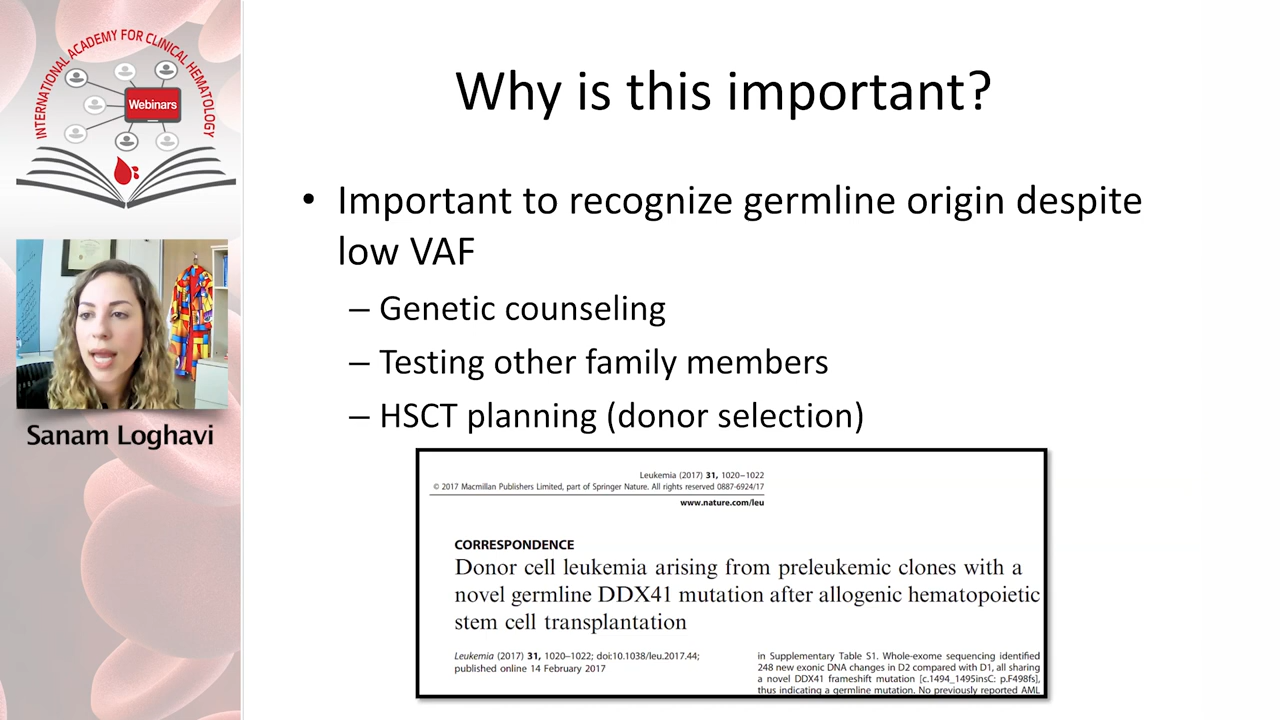 INTERNATIONAL ACADEMY FOR CLINICAL HEMATOLOGY
Webinars
Sanam Loghavi
Why is this important?
• Important to recognize germline origin despite
low VAF
– Genetic counseling
– Testing other family members
– HSCT planning (donor selection)
Leukemia (2017) 31, 1020–1022
© 2017 Macmillan Publishers Limited, part of Springer Nature. All rights reserved 0887-6924/17
www.nature.com/leu
CORRESPONDENCE
Donor cell leukemia arising from preleukemic clones with a
novel germline DDX41 mutation after allogenic hematopoietic
stem cell transplantation
Leukemia (2017) 31, 1020–1022; doi:10.1038/leu.2017.44;
published online 14 February 2017
in Supplementary Table S1. Whole-exome sequencing identified
248 new exonic DNA changes in D2 compared with D1, all sharing
a novel DDX41 frameshift mutation [c.1494_1495insC: p.F498fs],
thus indicating a germline mutation. No previously reported AML